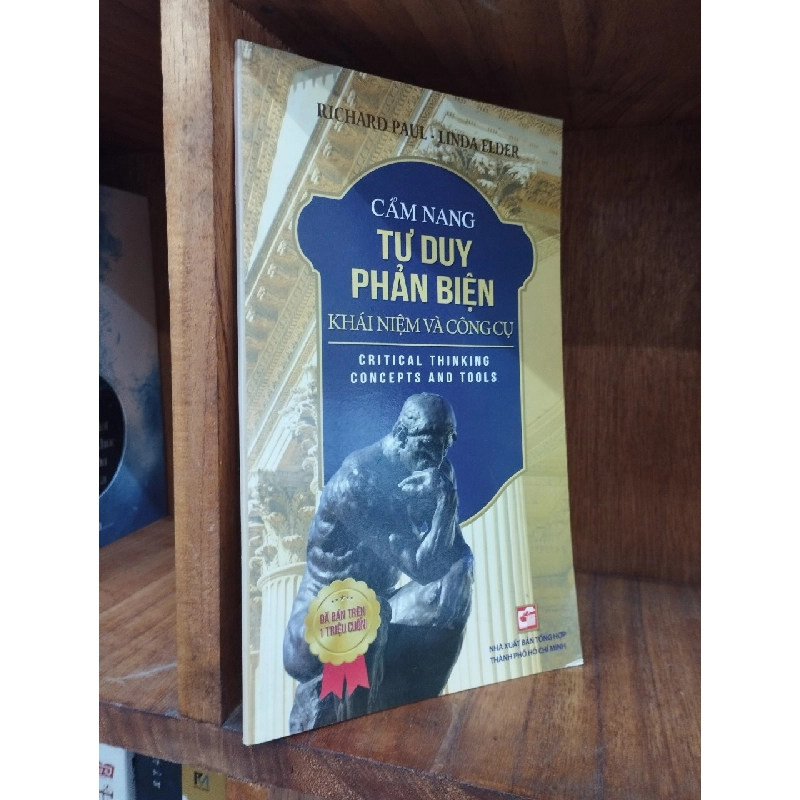 RICHARD PAUL - LINDA ELDER
CẨM NANG
TƯ DUY
PHẢN BIỆN
KHÁI NIỆM VÀ CÔNG CỤ
CRITICAL THINKING
CONCEPTS AND TOOLS
ĐÃ BÁN TRÊN
1 TRIỆU CUỐN
NHÀ XUẤT BẢN TỔNG HỢP
THÀNH PHỐ HỒ CHÍ MINH